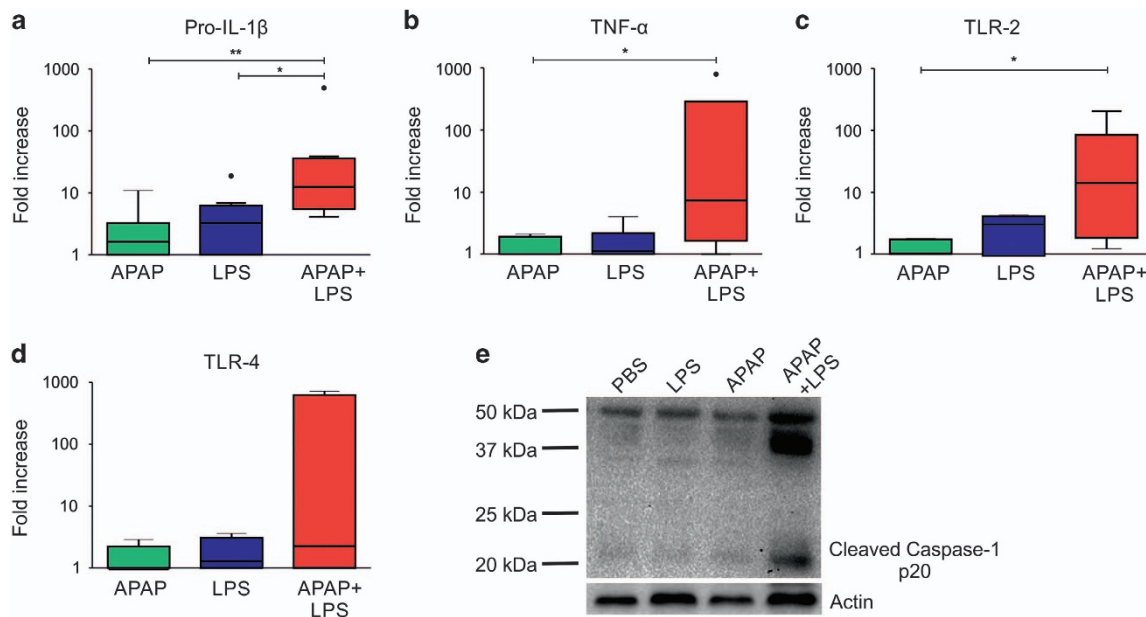 a
Pro-IL-1β
**
*
1000
100
10
1
Fold increase
APAP
LPS
APAP+
LPS
b
TNF-α
*
1000
100
10
1
Fold increase
APAP
LPS
APAP+
LPS
c
TLR-2
*
1000
100
10
1
Fold increase
APAP
LPS
APAP+
LPS
d
TLR-4
1000
100
10
1
Fold increase
APAP
LPS
APAP+
LPS
e
PBS
LPS
APAP
APAP
+LPS
50 kDa
37 kDa
25 kDa
20 kDa
Cleaved Caspase-1
p20
Actin